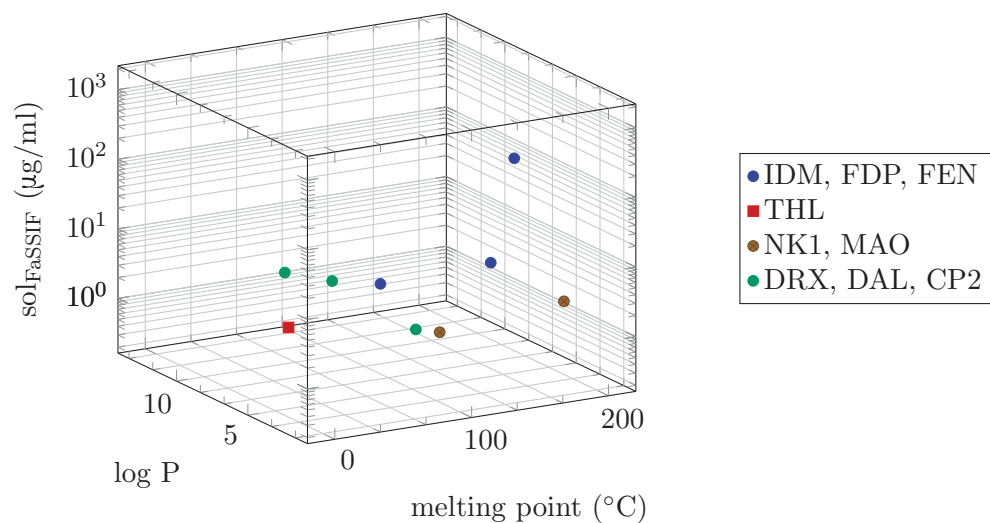 sol_FaSSIF (µg/ml)
10³
10²
10¹
10⁰
10
5
log P
0
100
200
melting point (°C)
IDM, FDP, FEN
THL
NK1, MAO
DRX, DAL, CP2